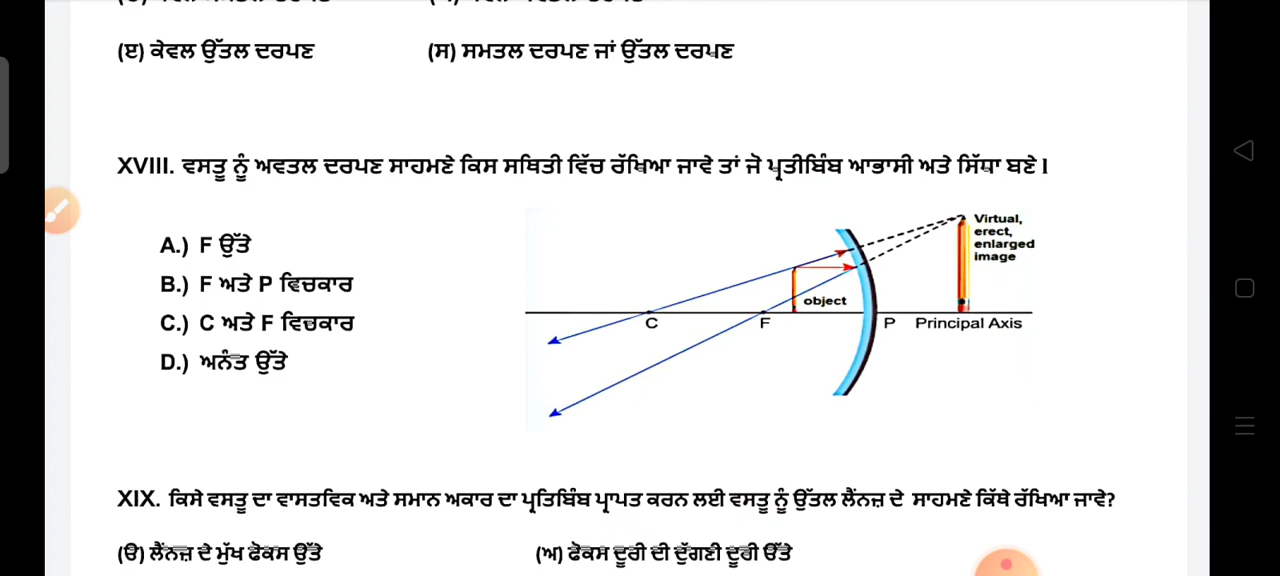 (ੲ) ਕੇਵਲ ਉੱਤਲ ਦਰਪਣ (ਸ) ਸਮਤਲ ਦਰਪਣ ਜਾਂ ਉੱਤਲ ਦਰਪਣ
XVIII. ਵਸਤੂ ਨੂੰ ਅਵਤਲ ਦਰਪਣ ਸਾਹਮਣੇ ਕਿਸ ਸਥਿਤੀ ਵਿੱਚ ਰੱਖਿਆ ਜਾਵੇ ਤਾਂ ਜੋ ਪ੍ਰਤੀਬਿੰਬ ਆਭਾਸੀ ਅਤੇ ਸਿੱਧਾ ਬਣੇ l
A.) F ਉੱਤੇ
B.) F ਅਤੇ P ਵਿਚਕਾਰ
C.) C ਅਤੇ F ਵਿਚਕਾਰ
D.) ਅਨੰਤ ਉੱਤੇ
Virtual,
erect,
enlarged
image
object
C F P Principal Axis
XIX. ਕਿਸੇ ਵਸਤੂ ਦਾ ਵਾਸਤਵਿਕ ਅਤੇ ਸਮਾਨ ਅਕਾਰ ਦਾ ਪ੍ਰਤਿਬਿੰਬ ਪ੍ਰਾਪਤ ਕਰਨ ਲਈ ਵਸਤੂ ਨੂੰ ਉੱਤਲ ਲੈਂਨਜ਼ ਦੇ ਸਾਹਮਣੇ ਕਿੱਥੇ ਰੱਖਿਆ ਜਾਵੇ?
(ੳ) ਲੈਂਨਜ਼ ਦੇ ਮੁੱਖ ਫੋਕਸ ਉੱਤੇ (ਅ) ਫੋਕਸ ਦੂਰੀ ਦੀ ਦੁੱਗਣੀ ਦੂਰੀ ੳੱਤੇ